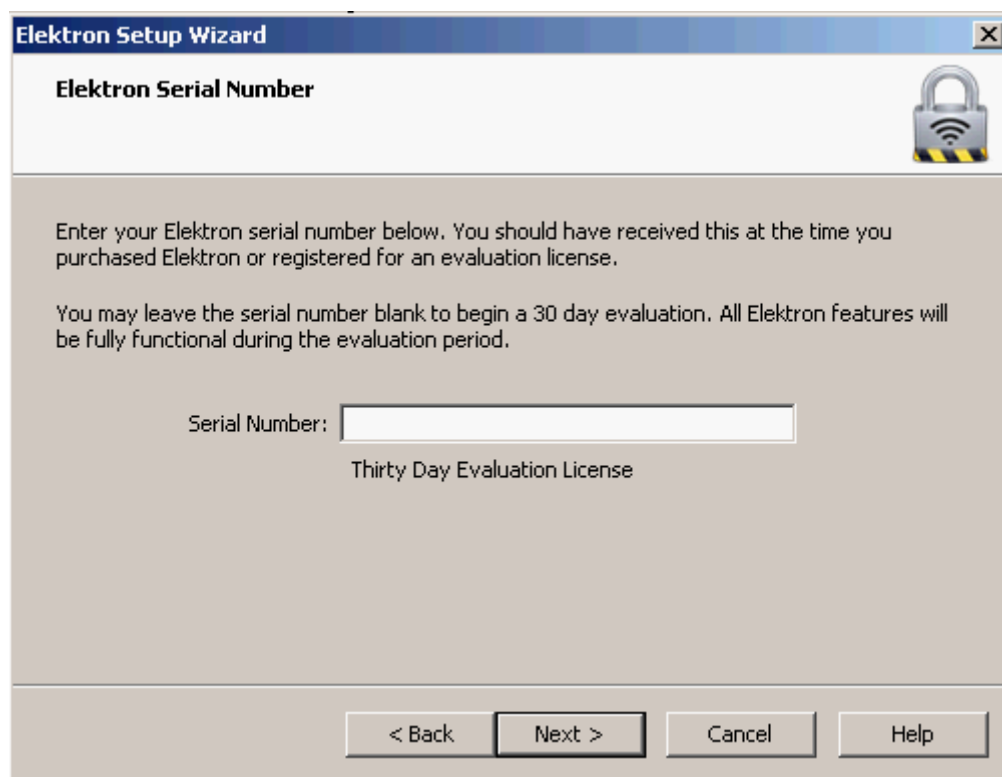 Elektron Setup Wizard
Elektron Serial Number
Enter your Elektron serial number below. You should have received this at the time you
purchased Elektron or registered for an evaluation license.
You may leave the serial number blank to begin a 30 day evaluation. All Elektron features will
be fully functional during the evaluation period.
Serial Number:
Thirty Day Evaluation License
< Back Next > Cancel Help